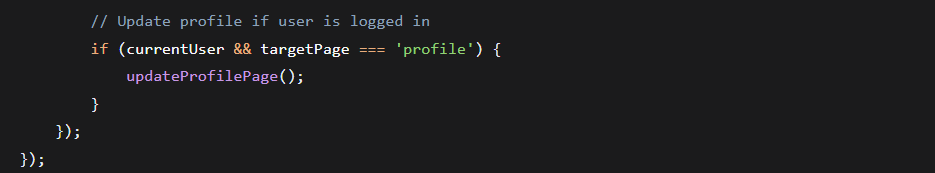 // Update profile if user is logged in
if (currentUser && targetPage === 'profile') {
updateProfilePage();
}
});
});